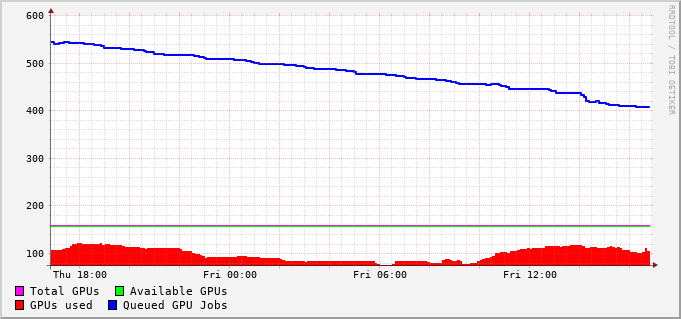 600
500
400
300
200
100
Thu 18:00 Fri 00:00 Fri 06:00 Fri 12:00
Total GPUs Available GPUs
GPUs used Queued GPU Jobs
RRDTOOL / TOBI OETIKER